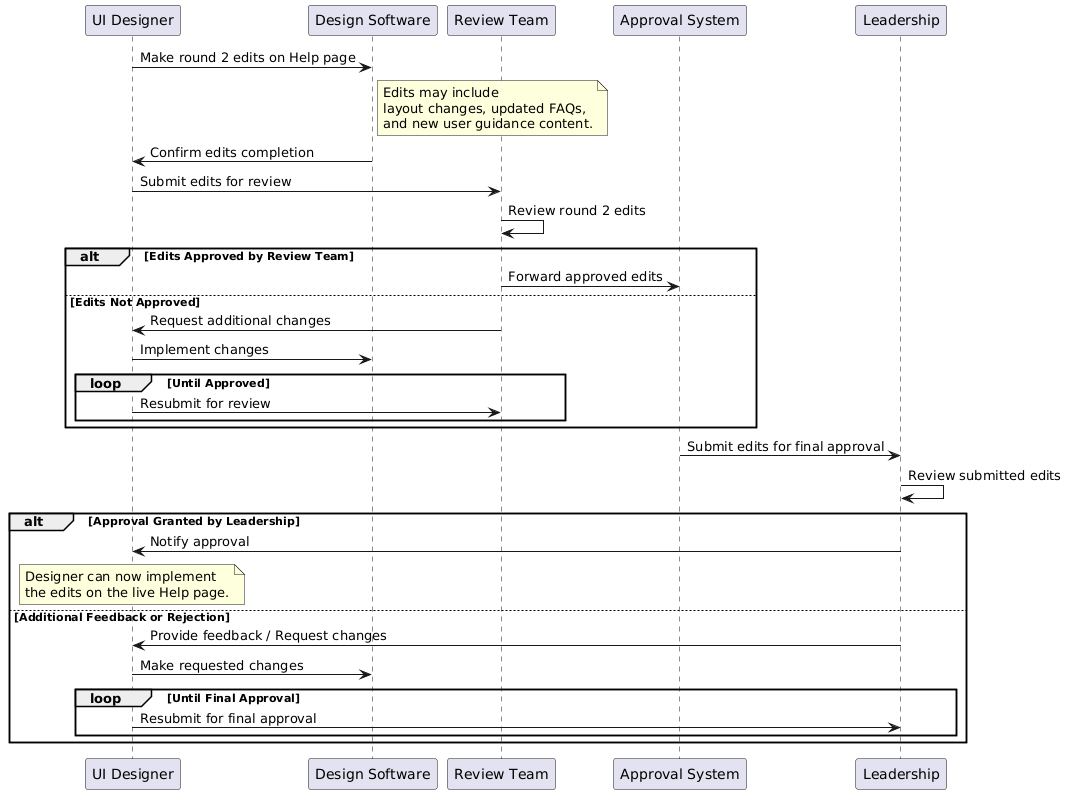 UI Designer
Design Software
Review Team
Approval System
Leadership
Make round 2 edits on Help page
Edits may include
layout changes, updated FAQs,
and new user guidance content.
Confirm edits completion
Submit edits for review
Review round 2 edits
alt
[Edits Approved by Review Team]
Forward approved edits
[Edits Not Approved]
Request additional changes
Implement changes
loop
[Until Approved]
Resubmit for review
Submit edits for final approval
Review submitted edits
alt
[Approval Granted by Leadership]
Notify approval
Designer can now implement
the edits on the live Help page.
[Additional Feedback or Rejection]
Provide feedback / Request changes
Make requested changes
loop
[Until Final Approval]
Resubmit for final approval
UI Designer
Design Software
Review Team
Approval System
Leadership